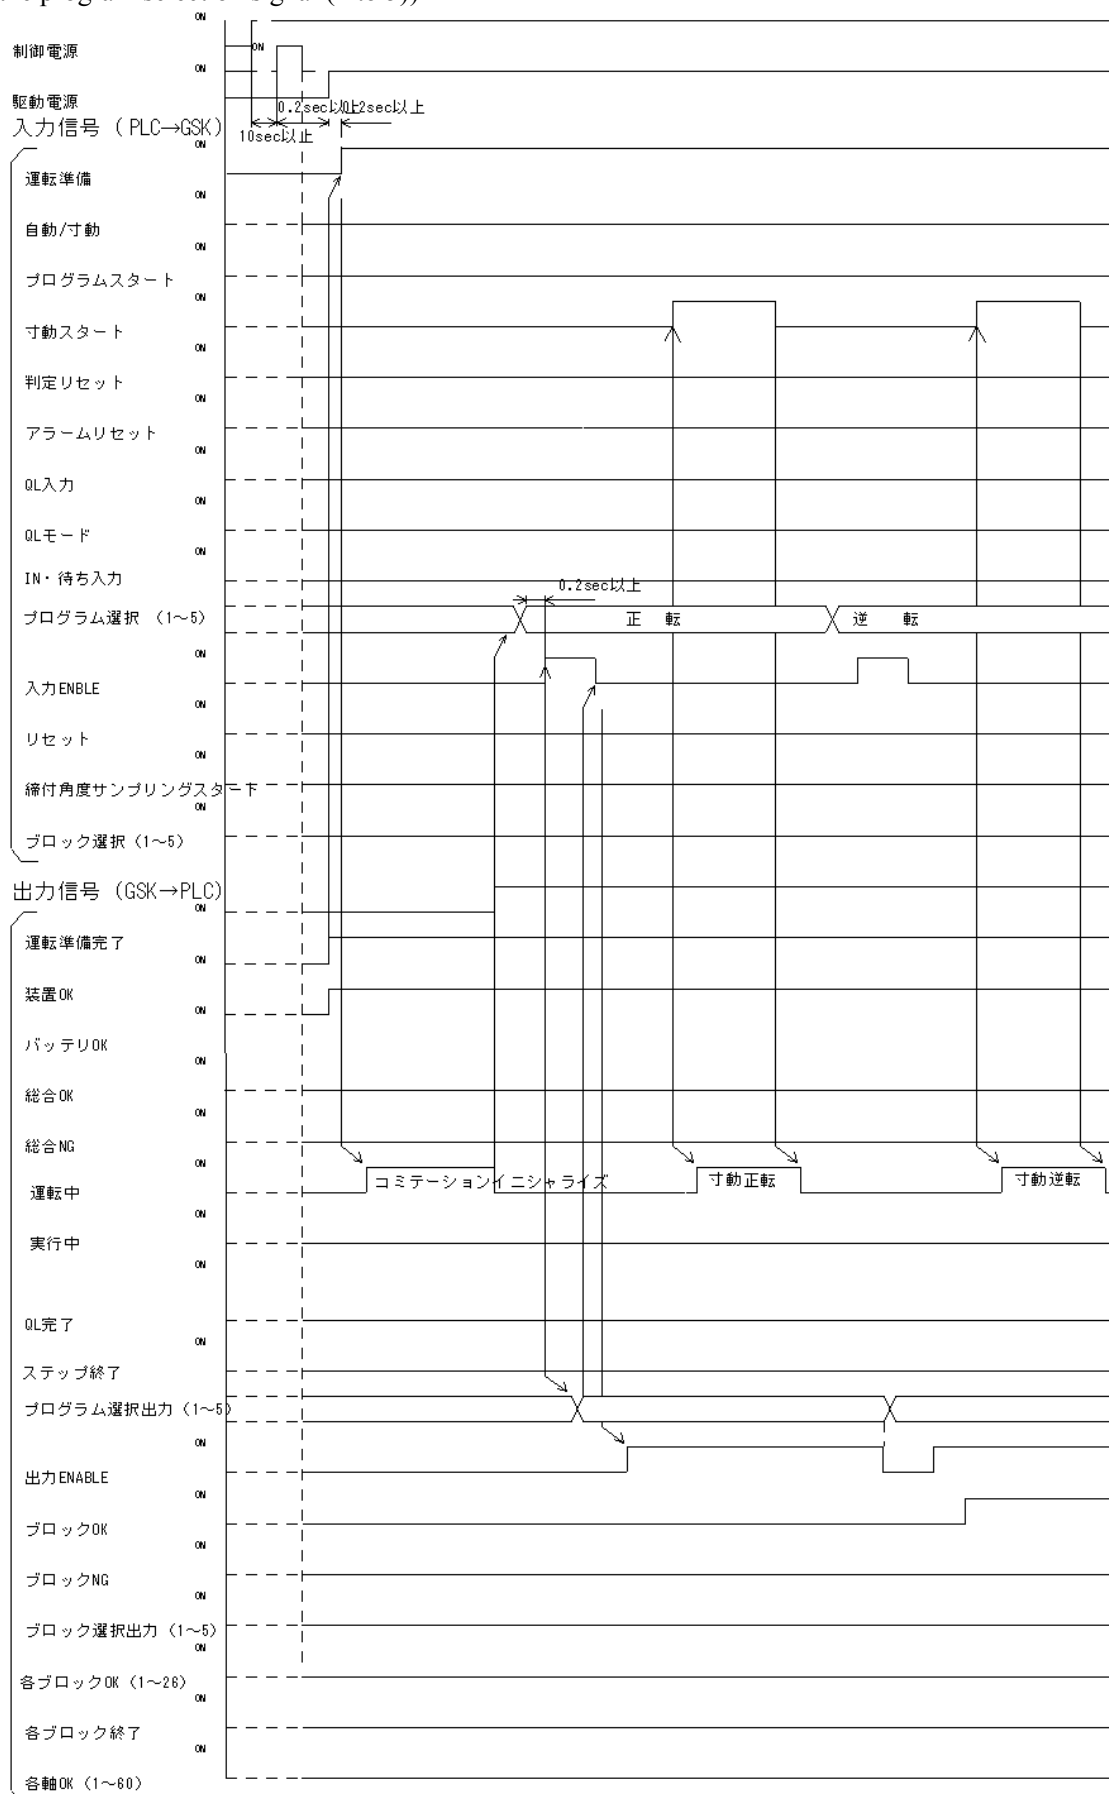 ON
制御電源
ON
ON
駆動電源
0.2sec以上
0.2sec以上
入力信号（PLC→GSK）
10sec以上
ON
運転準備
ON
自動/寸動
ON
プログラムスタート
ON
寸動スタート
ON
判定リセット
ON
アラームリセット
ON
QL入力
ON
QLモード
ON
IN・待ち入力
0.2sec以上
プログラム選択 （1～5）
正　転
逆　転
ON
入力ENBLE
ON
リセット
ON
締付角度サンプリングスタート
ON
ブロック選択（1～5）
出力信号（GSK→PLC）
ON
運転準備完了
ON
装置OK
ON
バッテリOK
ON
総合OK
ON
総合NG
ON
運転中
コミテーションイニシャライズ
寸動正転
寸動逆転
ON
実行中
ON
QL完了
ON
ステップ終了
プログラム選択出力（1～5）
ON
出力ENABLE
ON
ブロックOK
ON
ブロックNG
ON
ブロック選択出力（1～5）
ON
各ブロックOK（1～26）
ON
各ブロック終了
ON
各軸OK（1～60）